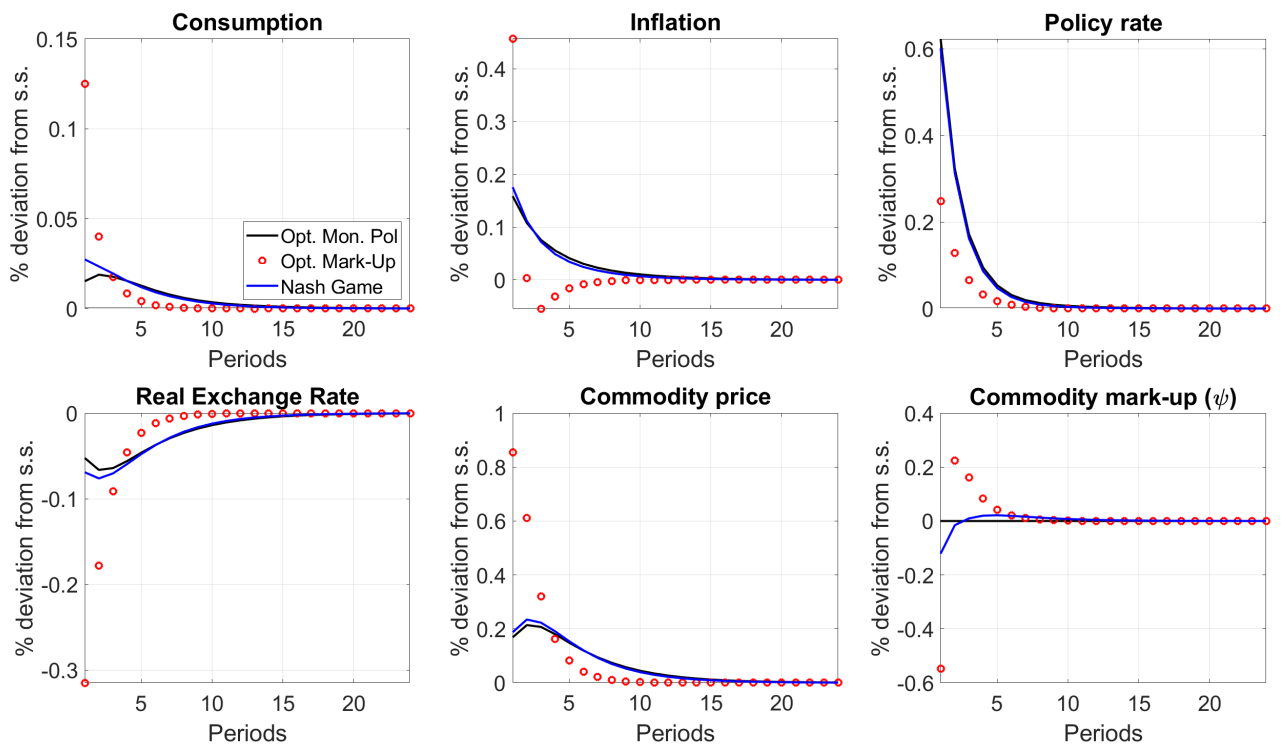 Consumption
% deviation from s.s.
0.15
0.1
0.05
0
5
10
15
20
Periods
Opt. Mon. Pol
Opt. Mark-Up
Nash Game
Inflation
% deviation from s.s.
0.4
0.3
0.2
0.1
0
5
10
15
20
Periods
Policy rate
% deviation from s.s.
0.6
0.4
0.2
0
5
10
15
20
Periods
Real Exchange Rate
% deviation from s.s.
0
-0.1
-0.2
-0.3
5
10
15
20
Periods
Commodity price
% deviation from s.s.
1
0.8
0.6
0.4
0.2
0
5
10
15
20
Periods
Commodity mark-up (ψ)
% deviation from s.s.
0.4
0.2
0
-0.2
-0.4
-0.6
5
10
15
20
Periods